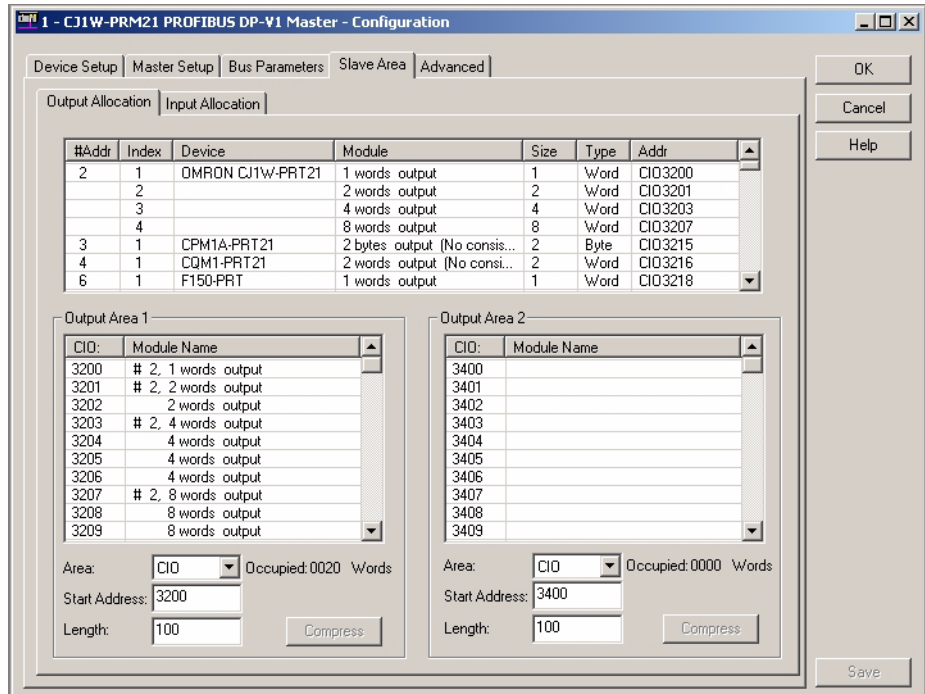 1 - CJ1W-PRM21 PROFIBUS DP-V1 Master - Configuration
Device Setup Master Setup Bus Parameters Slave Area Advanced
OK
Cancel
Help
Output Allocation Input Allocation
#Addr Index Device Module Size Type Addr
2 1 OMRON CJ1W-PRT21 1 words output 1 Word CIO3200
2 2 words output 2 Word CIO3201
3 4 words output 4 Word CIO3203
4 8 words output 8 Word CIO3207
3 1 CPM1A-PRT21 2 bytes output (No consis... 2 Byte CIO3215
4 1 CQM1-PRT21 2 words output (No consi... 2 Word CIO3216
6 1 F150-PRT 1 words output 1 Word CIO3218
Output Area 1
CIO: Module Name
3200 # 2, 1 words output
3201 # 2, 2 words output
3202 2 words output
3203 # 2, 4 words output
3204 4 words output
3205 4 words output
3206 4 words output
3207 # 2, 8 words output
3208 8 words output
3209 8 words output
Area: CIO Occupied: 0020 Words
Start Address: 3200
Length: 100 Compress
Output Area 2
CIO: Module Name
3400
3401
3402
3403
3404
3405
3406
3407
3408
3409
Area: CIO Occupied: 0000 Words
Start Address: 3400
Length: 100 Compress
Save